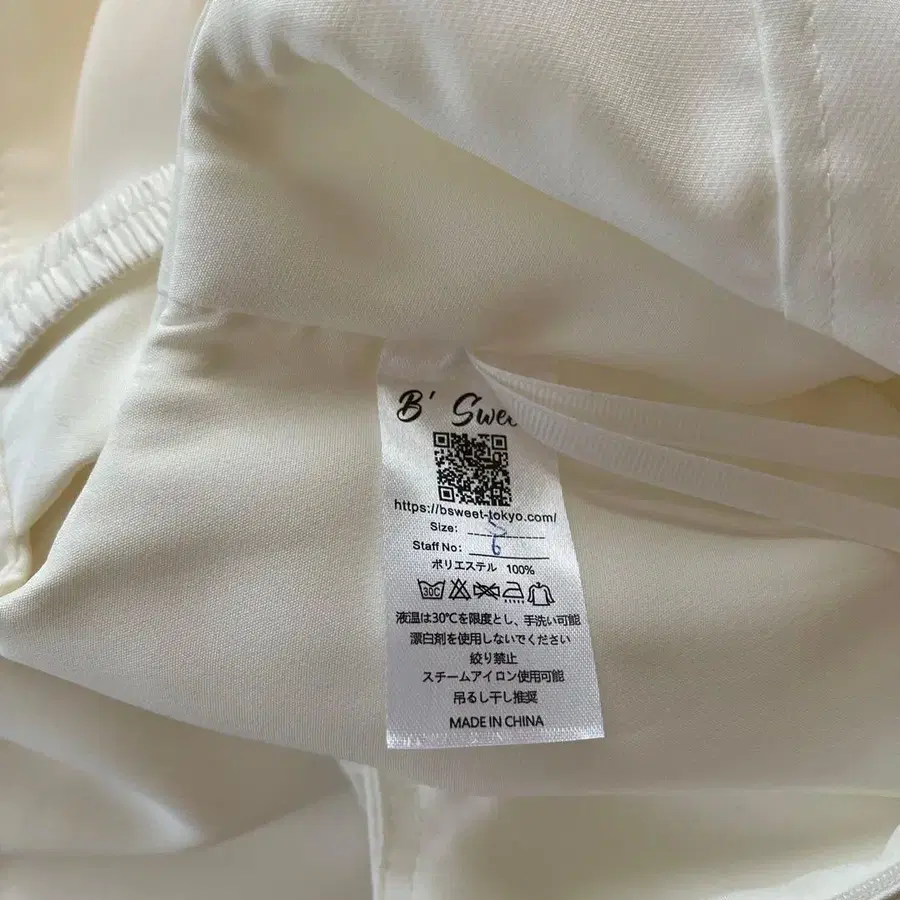 B' Swee
https://bsweet-tokyo.com/
Size: S
Staff No: 6
ポリエステル 100%
30C
液温は30℃を限度とし、手洗い可能
漂白剤を使用しないでください
絞り禁止
スチームアイロン使用可能
吊るし干し推奨
MADE IN CHINA